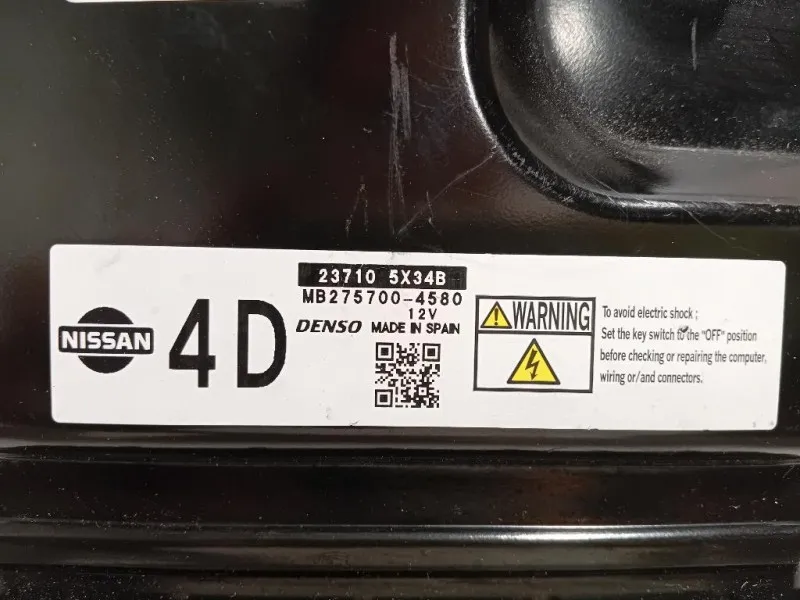 NISSAN
4D
23710 5X34B
MB275700-4580
12V
DENSO MADE IN SPAIN
WARNING
To avoid electric shock ;
Set the key switch to the "OFF" position
before checking or repairing the computer,
wiring or/and connectors.